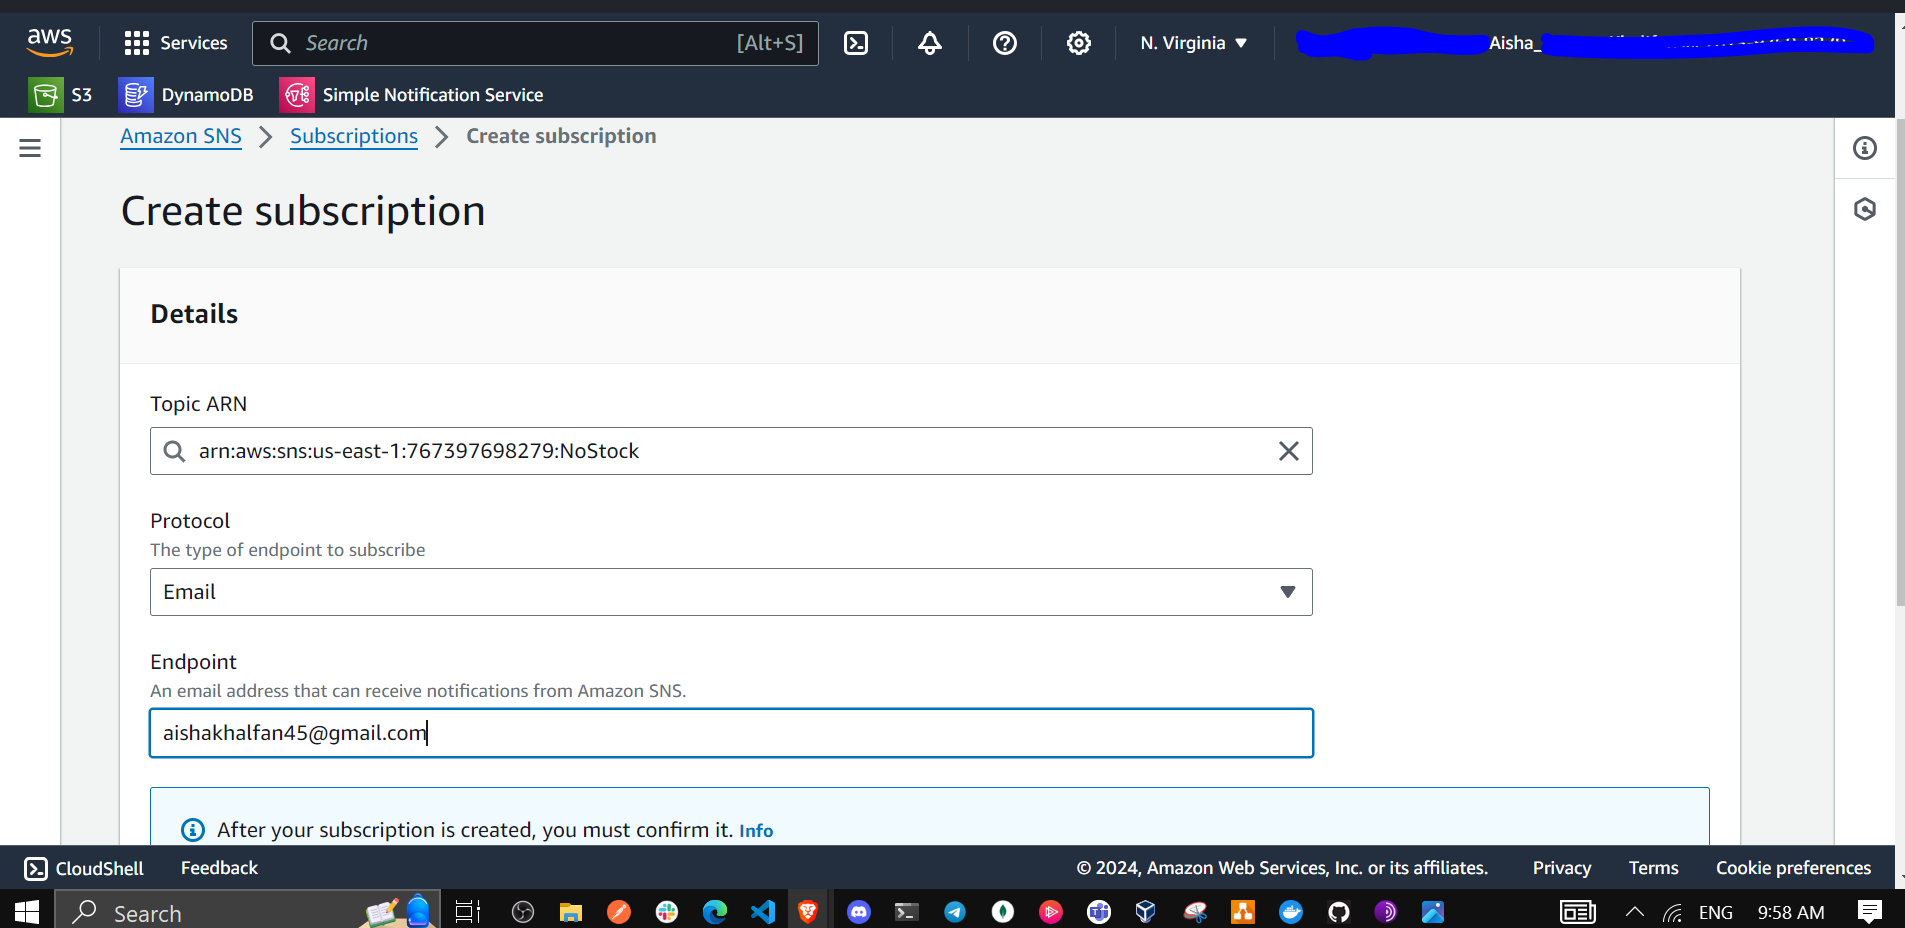 aws
Services
Search
[Alt+S]
N. Virginia
Aisha_
S3
DynamoDB
Simple Notification Service
Amazon SNS
Subscriptions
Create subscription
Create subscription
Details
Topic ARN
arn:aws:sns:us-east-1:767397698279:NoStock
Protocol
The type of endpoint to subscribe
Email
Endpoint
An email address that can receive notifications from Amazon SNS.
aishakhalfan45@gmail.com
After your subscription is created, you must confirm it. Info
CloudShell
Feedback
© 2024, Amazon Web Services, Inc. or its affiliates.
Privacy
Terms
Cookie preferences
Search
ENG
9:58 AM